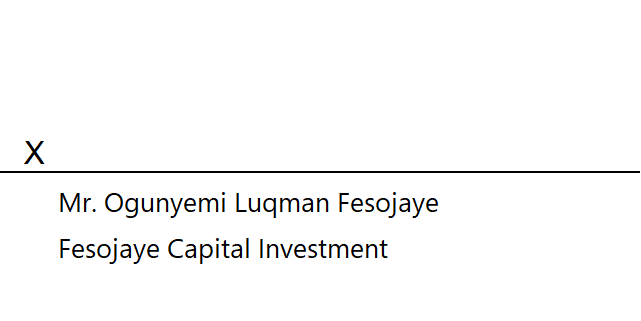 X
Mr. Ogunyemi Luqman Fesojaye
Fesojaye Capital Investment